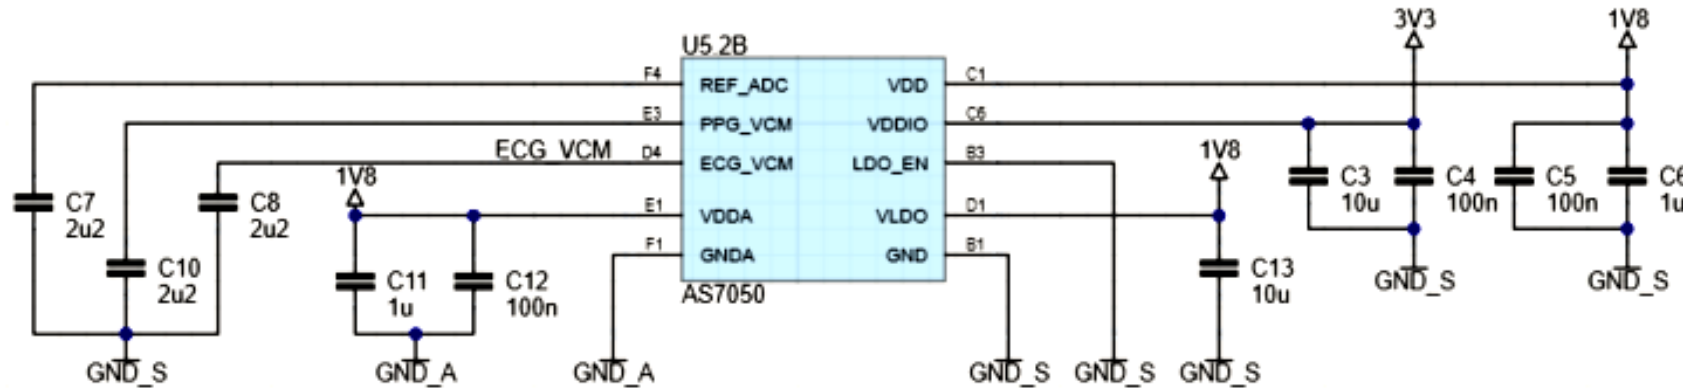 3V3
1V8
U5.2B
F4
REF_ADC
VDD
C1
E3
PPG_VCM
VDDIO
C6
ECG_VCM
D4
ECG_VCM
LDO_EN
B3
1V8
1V8
C7
2u2
C8
2u2
C3
10u
C4
100n
C5
100n
C6
1u
E1
VDDA
VLDO
D1
F1
GNDA
GND
B1
C10
2u2
C11
1u
C12
100n
AS7050
C13
10u
GND_S
GND_S
GND_S
GND_A
GND_A
GND_S
GND_S
GND_S